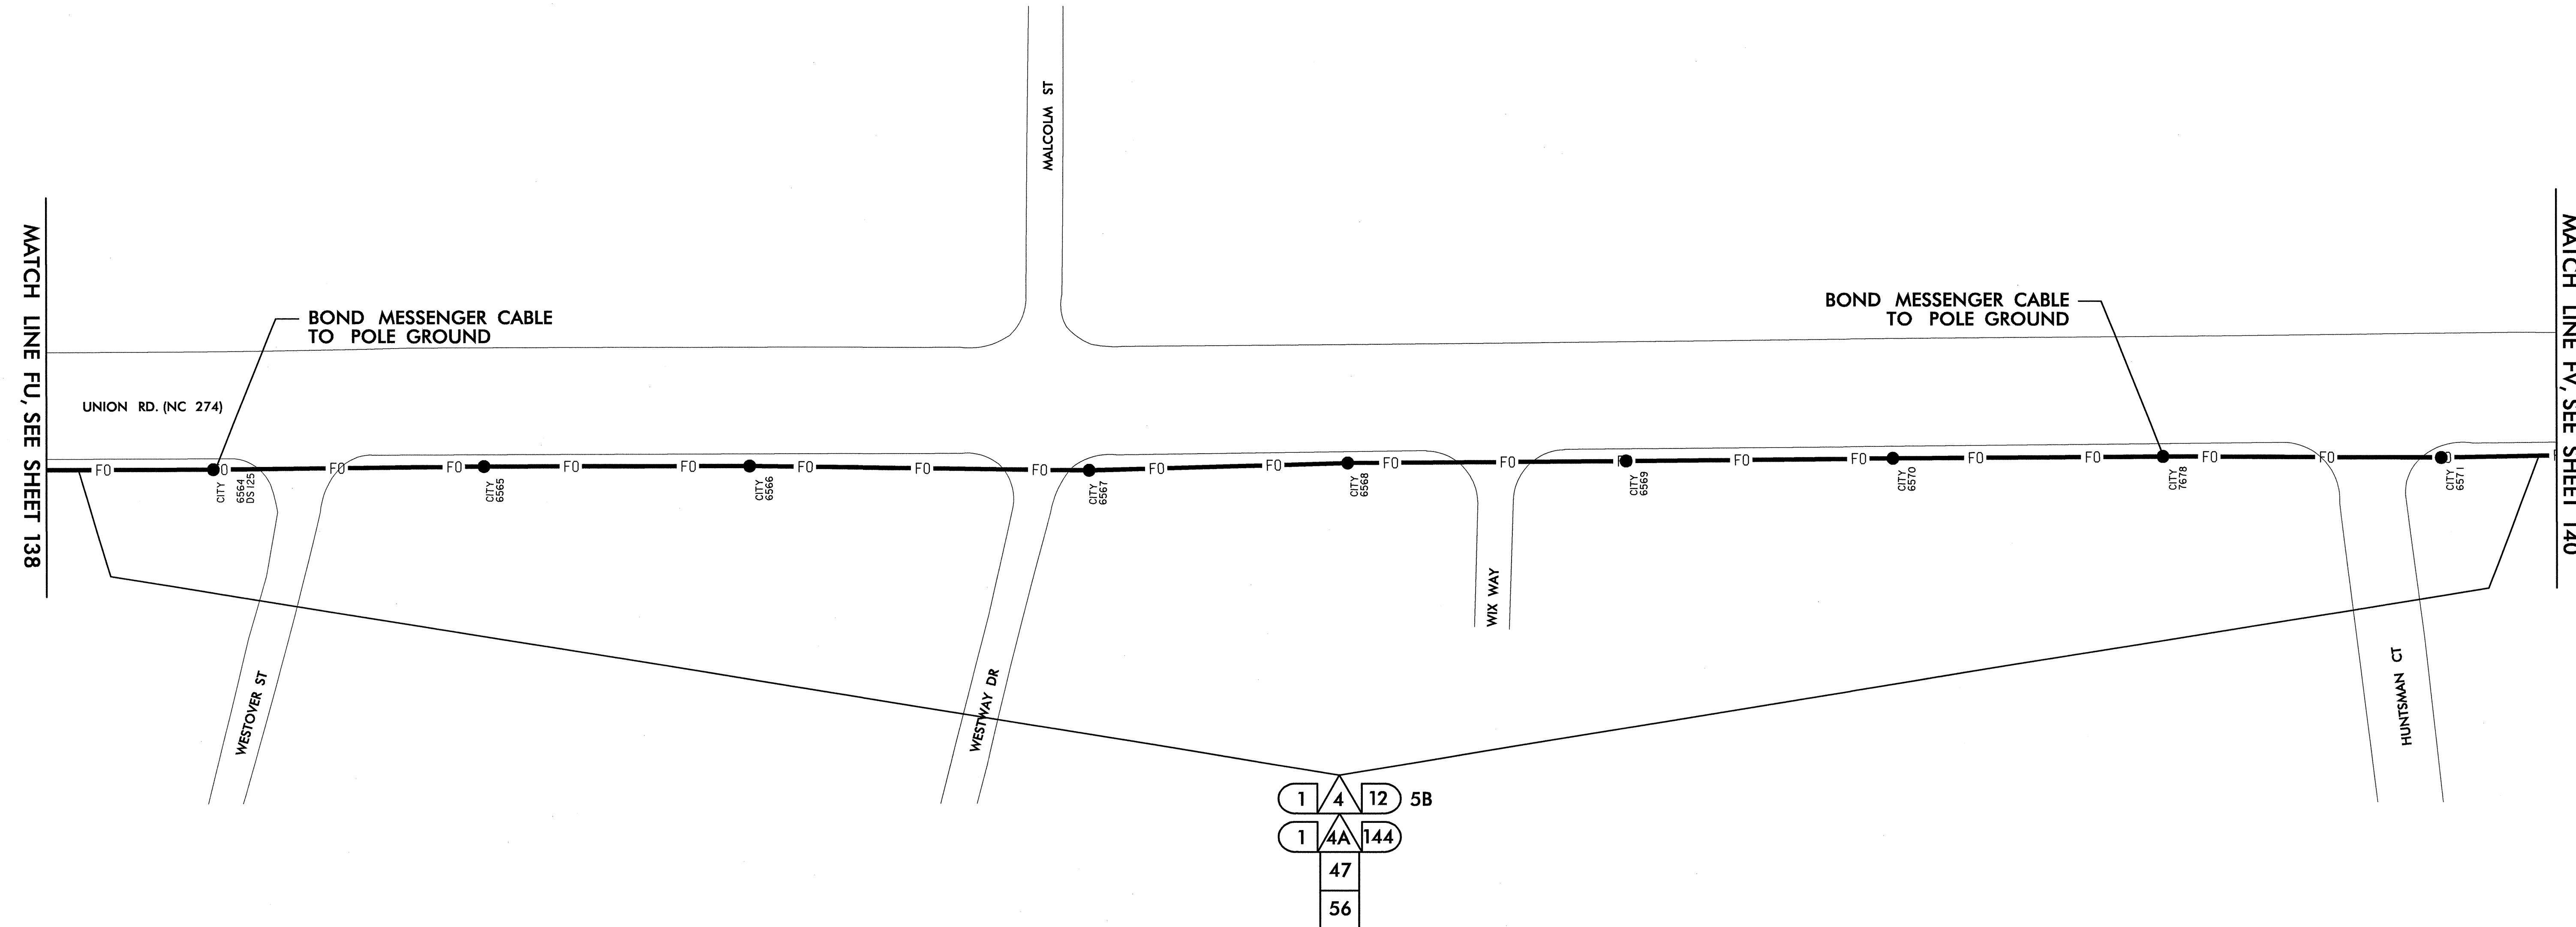 MALCOLM ST
MATCH LINE FU, SEE SHEET 138
BOND MESSENGER CABLE
TO POLE GROUND
BOND MESSENGER CABLE
TO POLE GROUND
MATCH LINE FV, SEE SHEET 140
UNION RD. (NC 274)
FO FO FO FO FO FO FO FO FO FO FO FO FO FO FO FO FO FO
CITY
6564
DS125
CITY
6565
CITY
6566
CITY
6567
CITY
6568
CITY
6569
CITY
6570
CITY
7678
CITY
6571
WESTOVER ST
WESTWAY DR
WIX WAY
HUNTSMAN CT
1 4 12 5B
1 4A 144
47
56